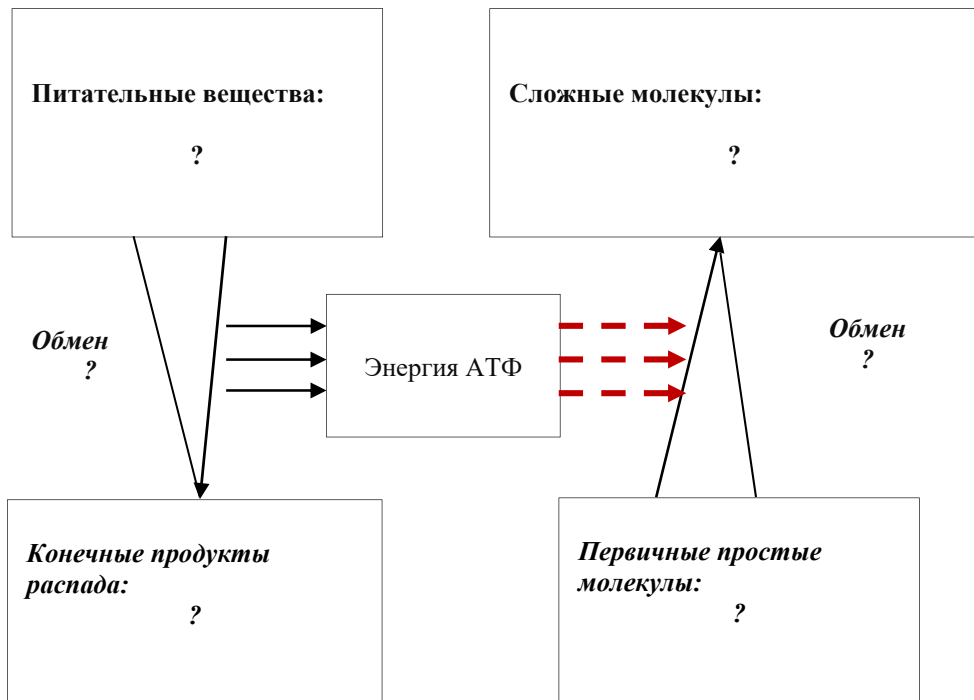 Питательные вещества:
?
Сложные молекулы:
?
Обмен
?
Энергия АТФ
Обмен
?
Конечные продукты
распада:
?
Первичные простые
молекулы:
?